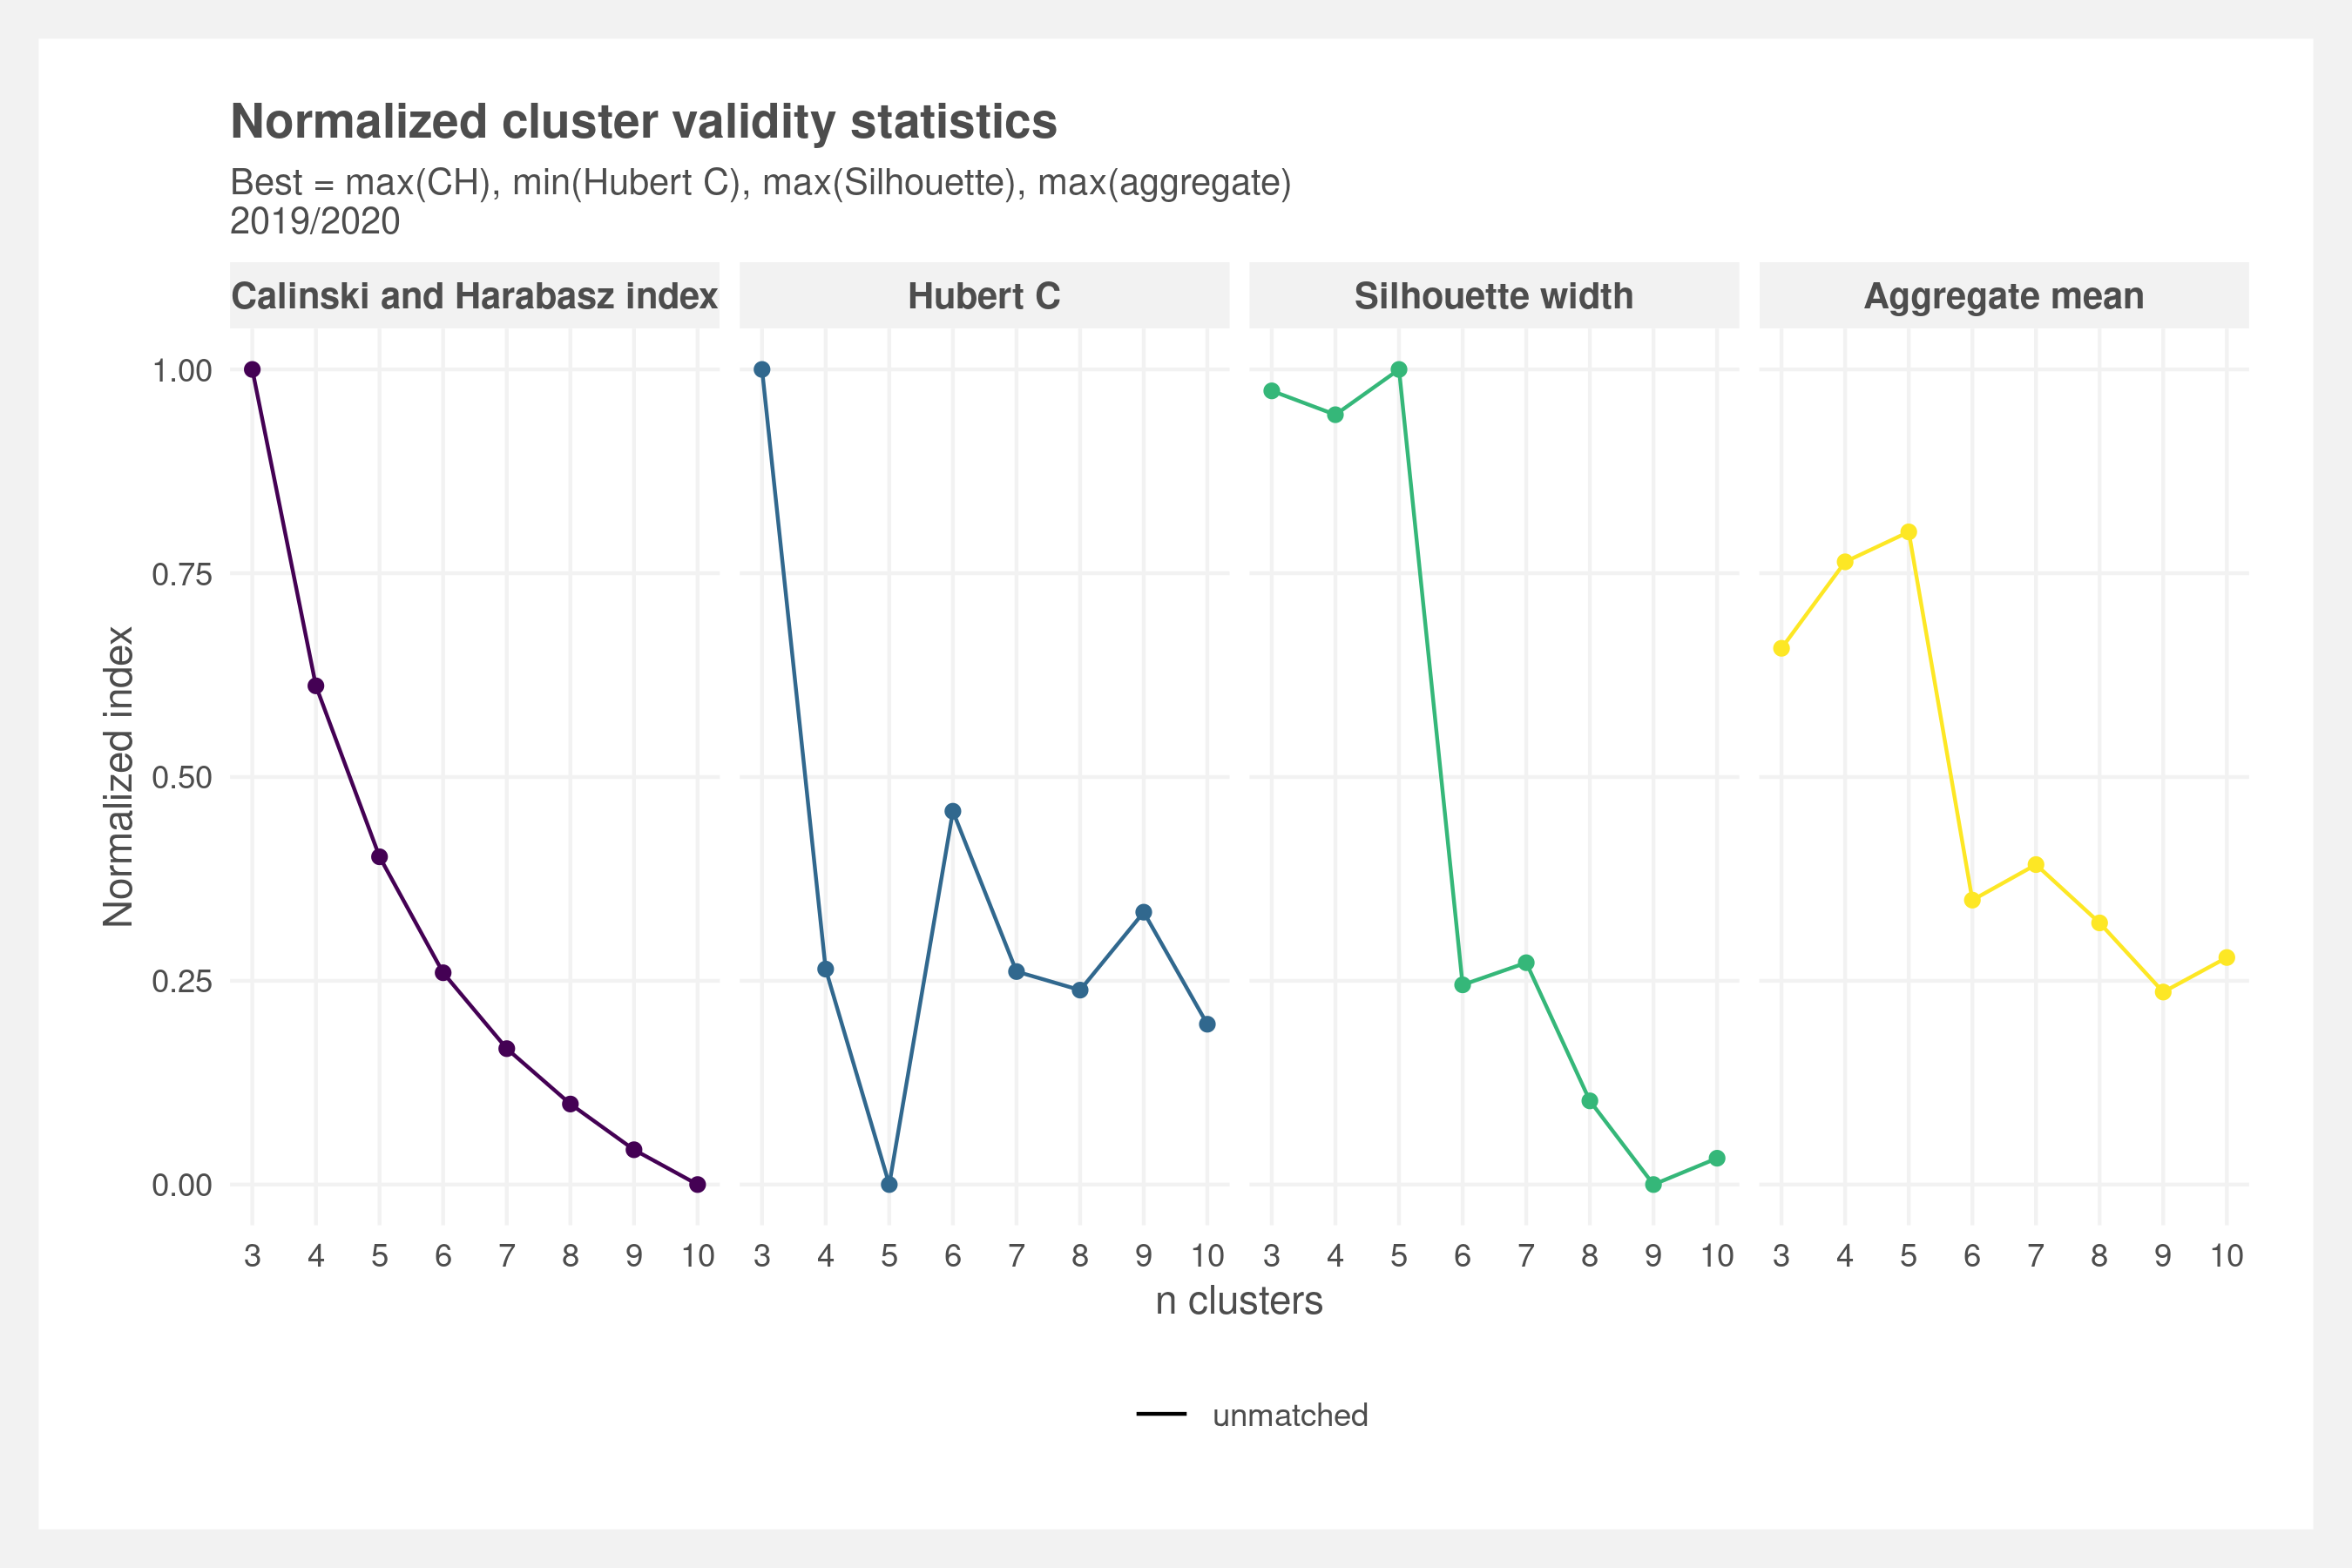 Normalized cluster validity statistics
Best = max(CH), min(Hubert C), max(Silhouette), max(aggregate)
2019/2020
Calinski and Harabasz index Hubert C Silhouette width Aggregate mean
Normalized index
1.00
0.75
0.50
0.25
0.00
3 4 5 6 7 8 9 10 3 4 5 6 7 8 9 10 3 4 5 6 7 8 9 10 3 4 5 6 7 8 9 10
n clusters
unmatched